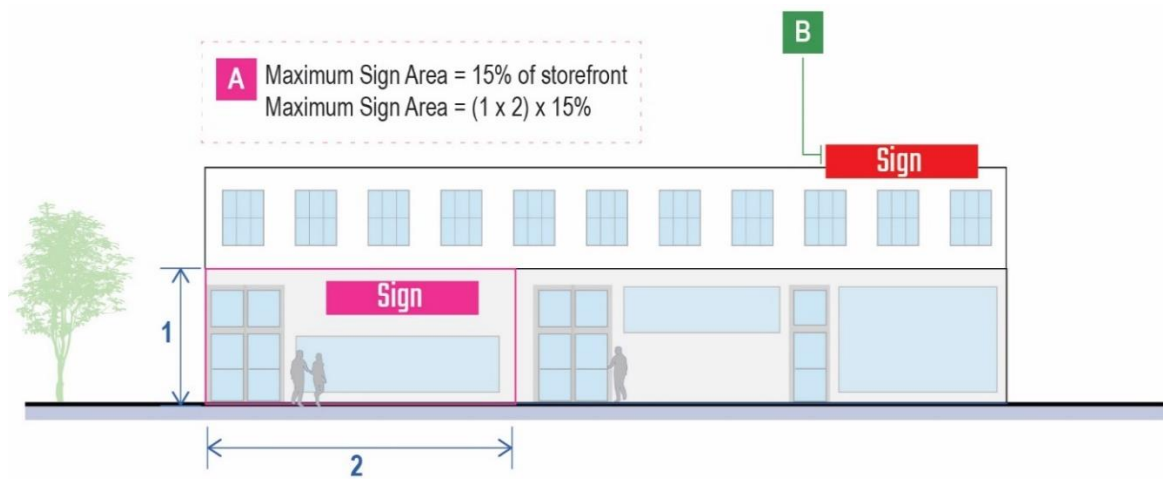 B
A Maximum Sign Area = 15% of storefront
Maximum Sign Area = (1 x 2) x 15%
Sign
Sign
1
2